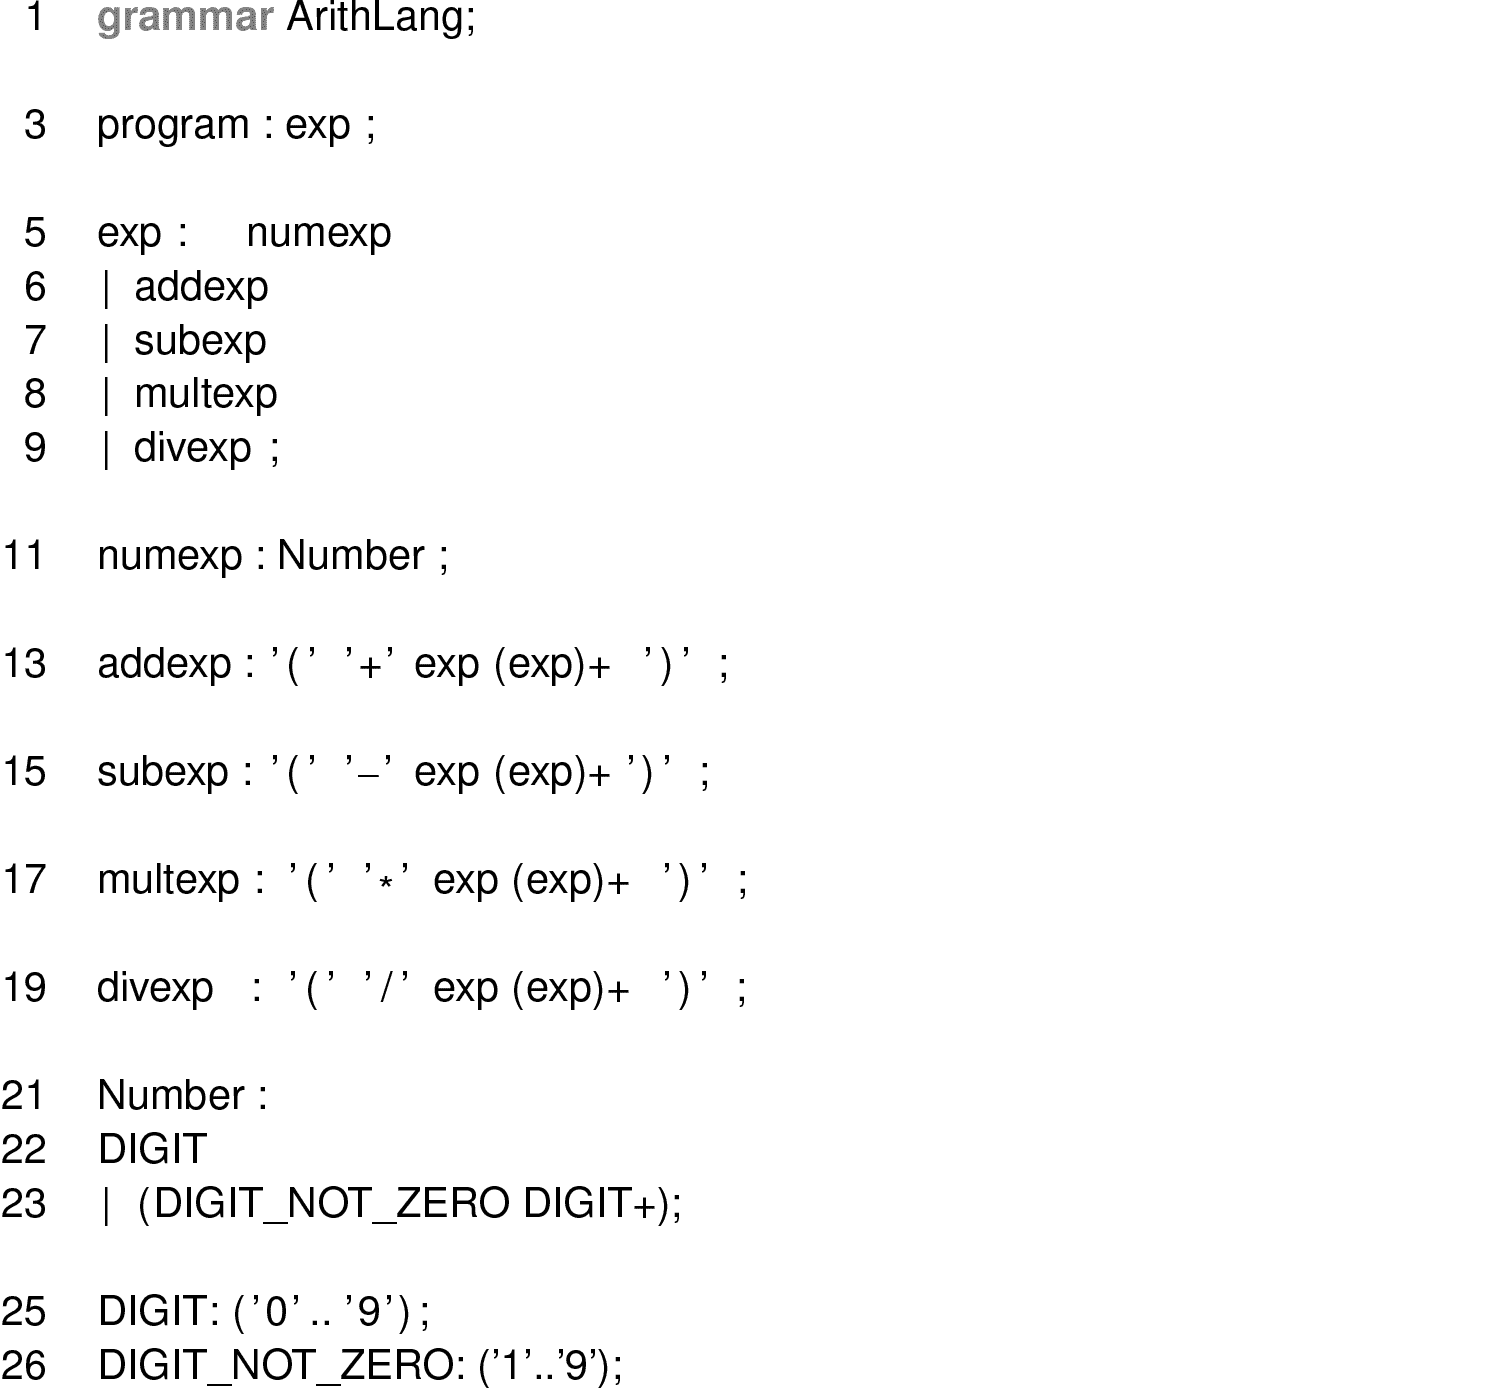 1 grammar ArithLang;
3 program : exp ;
5 exp : numexp
6 | addexp
7 | subexp
8 | multexp
9 | divexp ;
11 numexp : Number ;
13 addexp : '(' '+' exp (exp)+ ')' ;
15 subexp : '(' '−' exp (exp)+ ')' ;
17 multexp : '(' '*' exp (exp)+ ')' ;
19 divexp : '(' '/' exp (exp)+ ')' ;
21 Number :
22 DIGIT
23 | (DIGIT_NOT_ZERO DIGIT+);
25 DIGIT: ('0'.. '9') ;
26 DIGIT_NOT_ZERO: ('1'..'9');